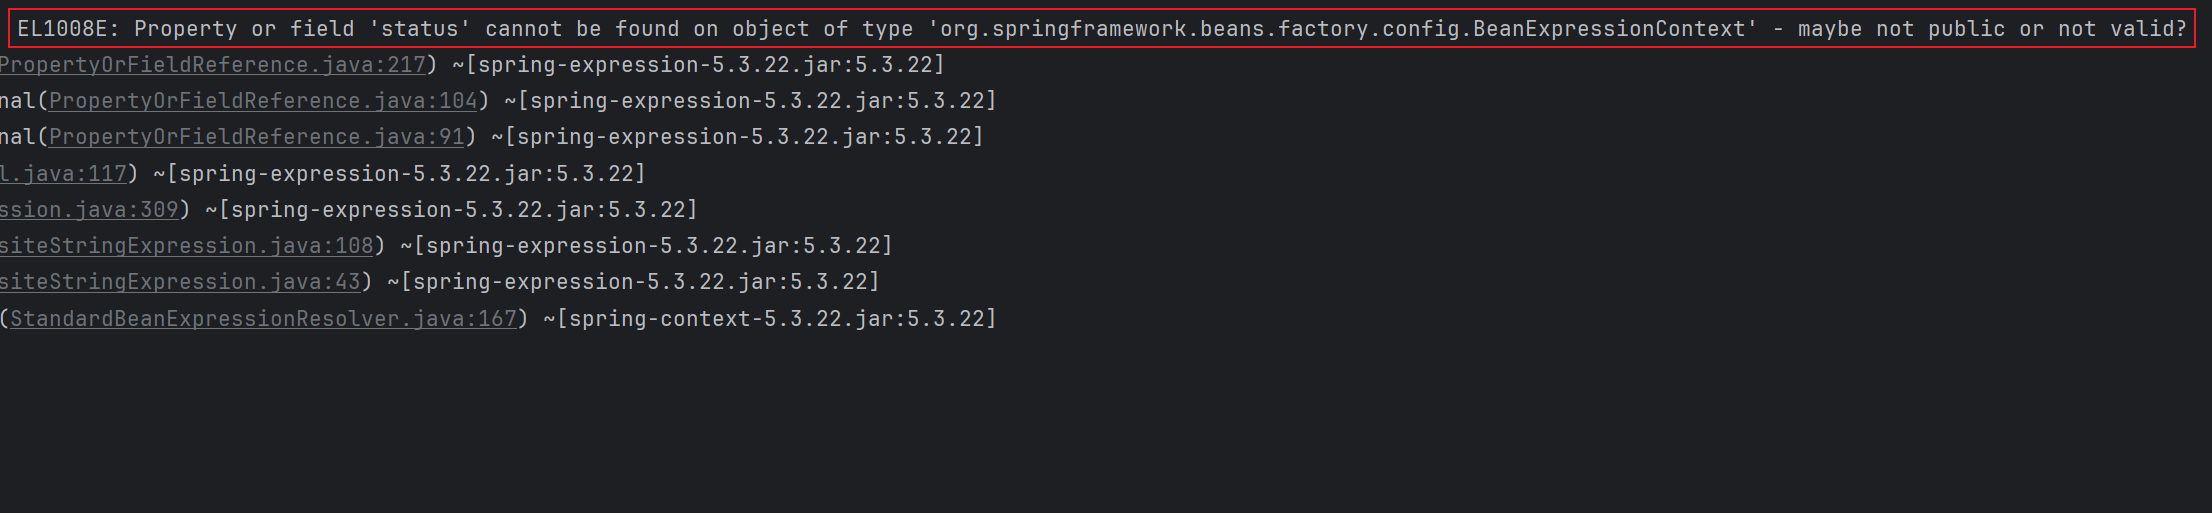 EL1008E: Property or field 'status' cannot be found on object of type 'org.springframework.beans.factory.config.BeanExpressionContext' - maybe not public or not valid?
PropertyOrFieldReference.java:217) ~[spring-expression-5.3.22.jar:5.3.22]
nal(PropertyOrFieldReference.java:104) ~[spring-expression-5.3.22.jar:5.3.22]
nal(PropertyOrFieldReference.java:91) ~[spring-expression-5.3.22.jar:5.3.22]
l.java:117) ~[spring-expression-5.3.22.jar:5.3.22]
ssion.java:309) ~[spring-expression-5.3.22.jar:5.3.22]
siteStringExpression.java:108) ~[spring-expression-5.3.22.jar:5.3.22]
siteStringExpression.java:43) ~[spring-expression-5.3.22.jar:5.3.22]
(StandardBeanExpressionResolver.java:167) ~[spring-context-5.3.22.jar:5.3.22]